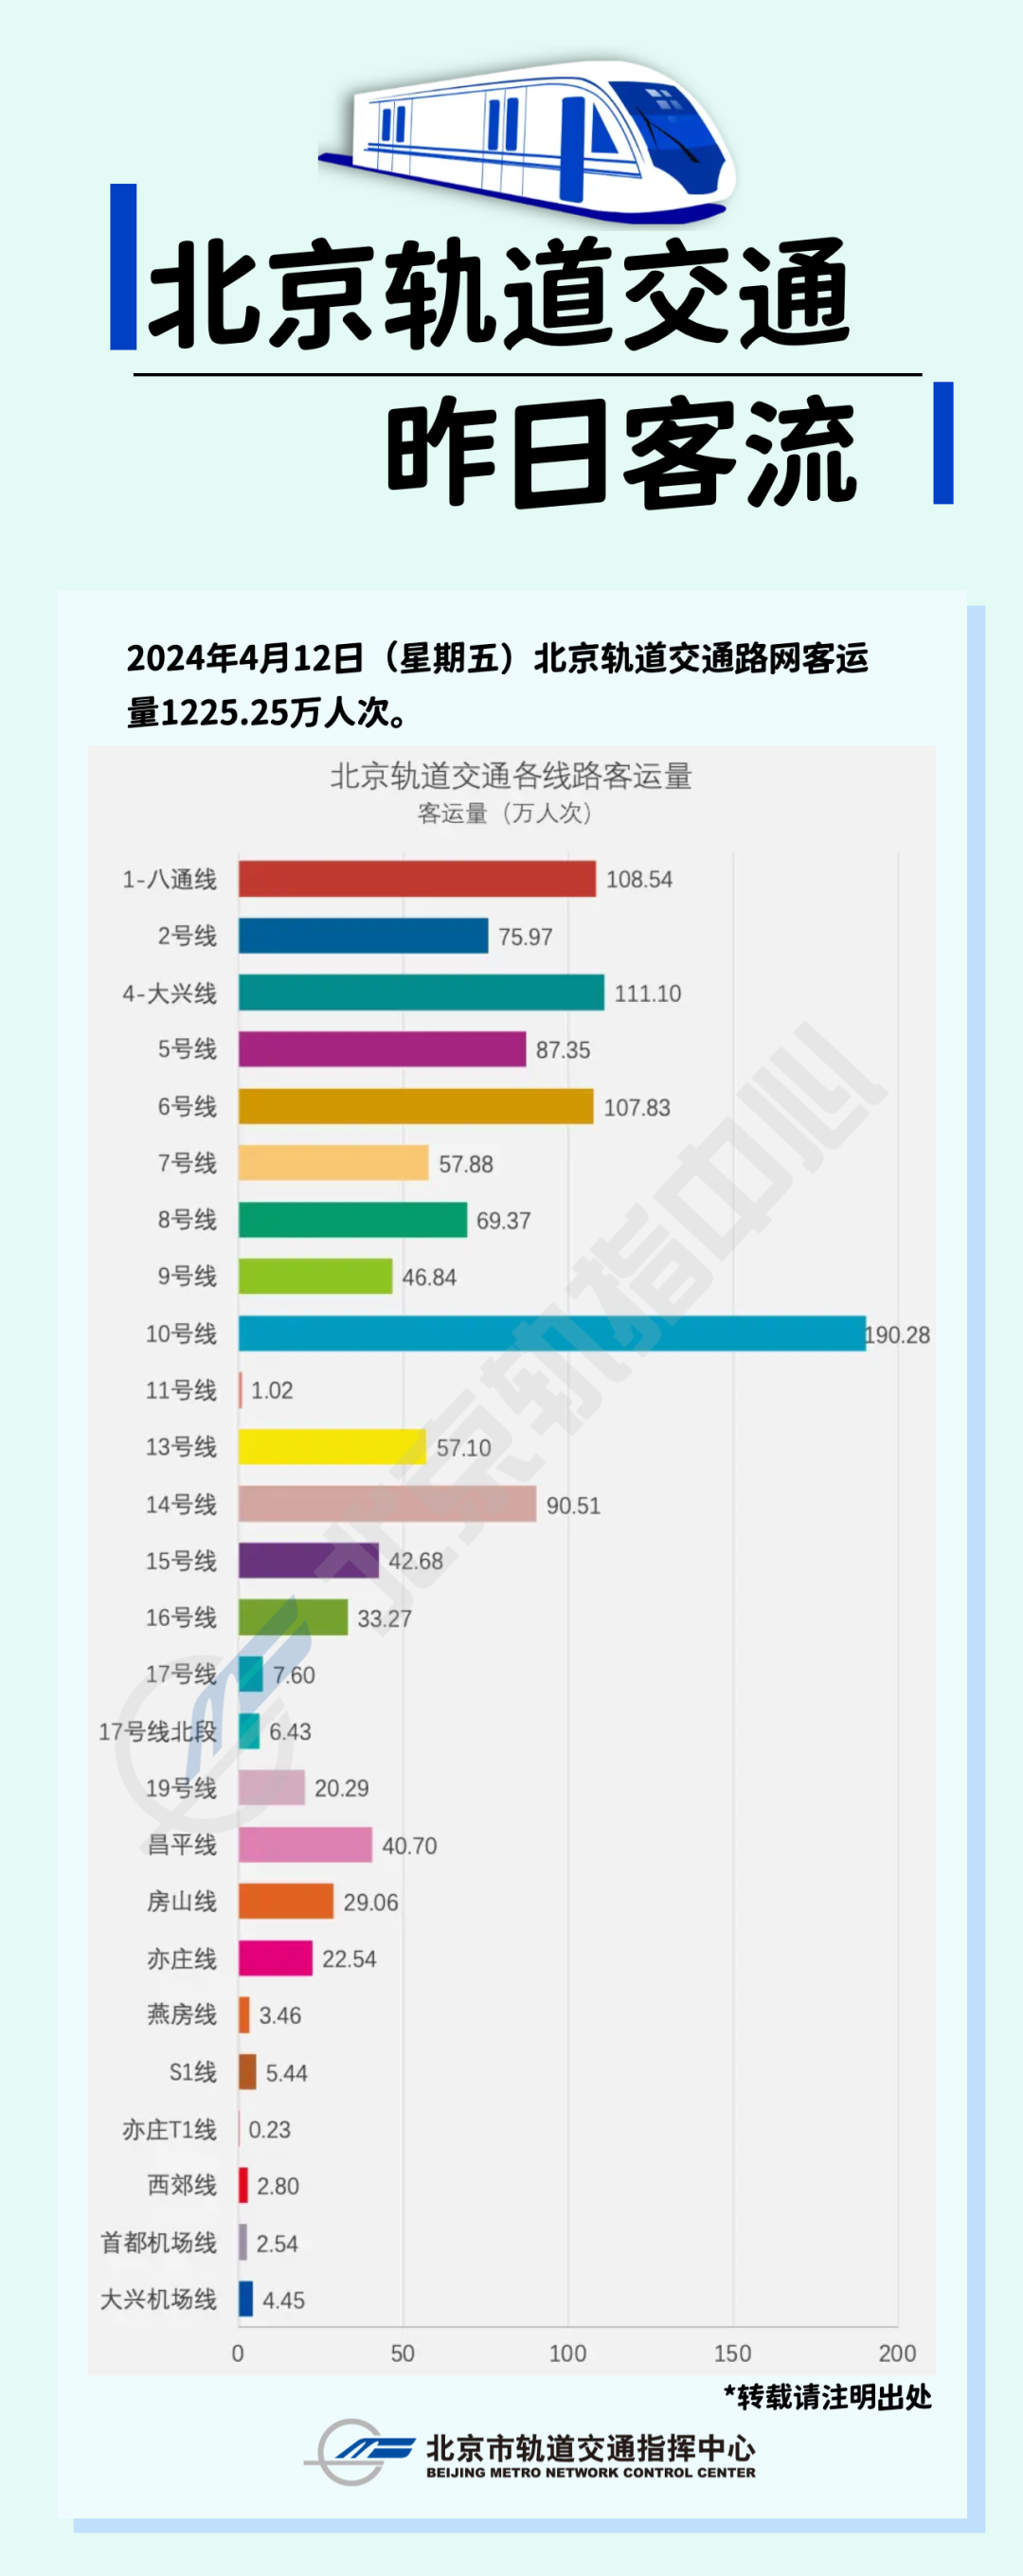 北京轨道交通
昨日客流
2024年4月12日（星期五）北京轨道交通路网客运
量1225.25万人次。
北京轨道交通各线路客运量
客运量（万人次）
1-八通线 108.54
2号线 75.97
4-大兴线 111.10
5号线 87.35
6号线 107.83
7号线 57.88
8号线 69.37
9号线 46.84
10号线 190.28
11号线 1.02
13号线 57.10
14号线 90.51
15号线 42.68
16号线 33.27
17号线 7.60
17号线北段 6.43
19号线 20.29
昌平线 40.70
房山线 29.06
亦庄线 22.54
燕房线 3.46
S1线 5.44
亦庄T1线 0.23
西郊线 2.80
首都机场线 2.54
大兴机场线 4.45
0 50 100 150 200
北京轨指中心
*转载请注明出处
北京市轨道交通指挥中心
BEIJING METRO NETWORK CONTROL CENTER